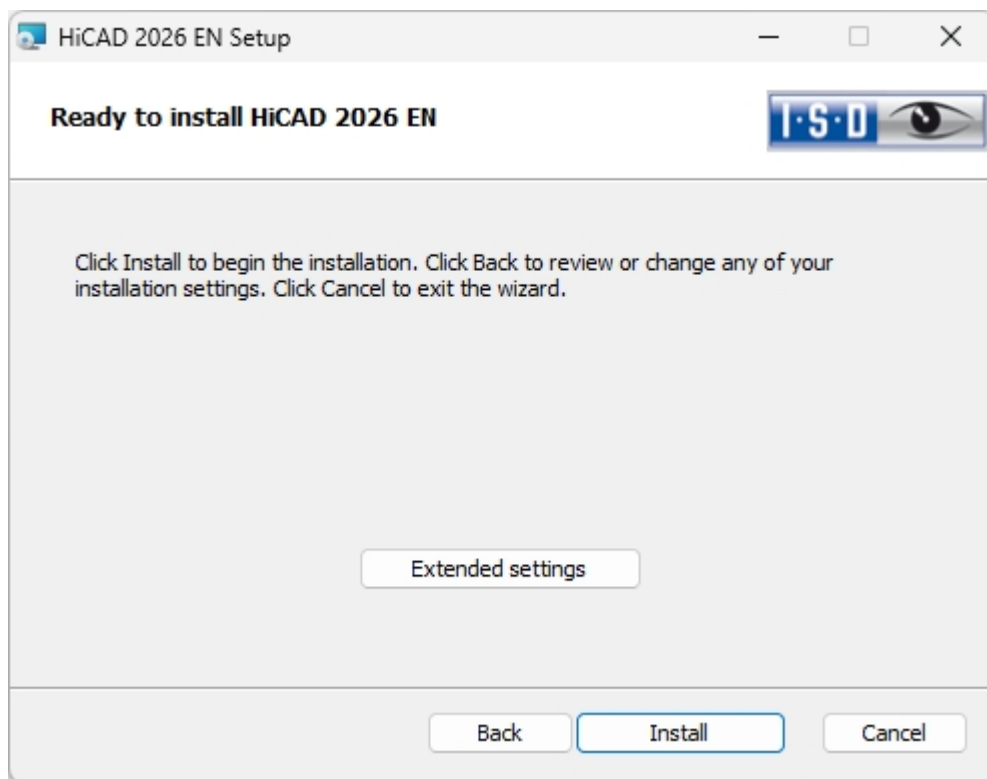 HiCAD 2026 EN Setup
Ready to install HiCAD 2026 EN
I·S·D
Click Install to begin the installation. Click Back to review or change any of your
installation settings. Click Cancel to exit the wizard.
Extended settings
Back
Install
Cancel